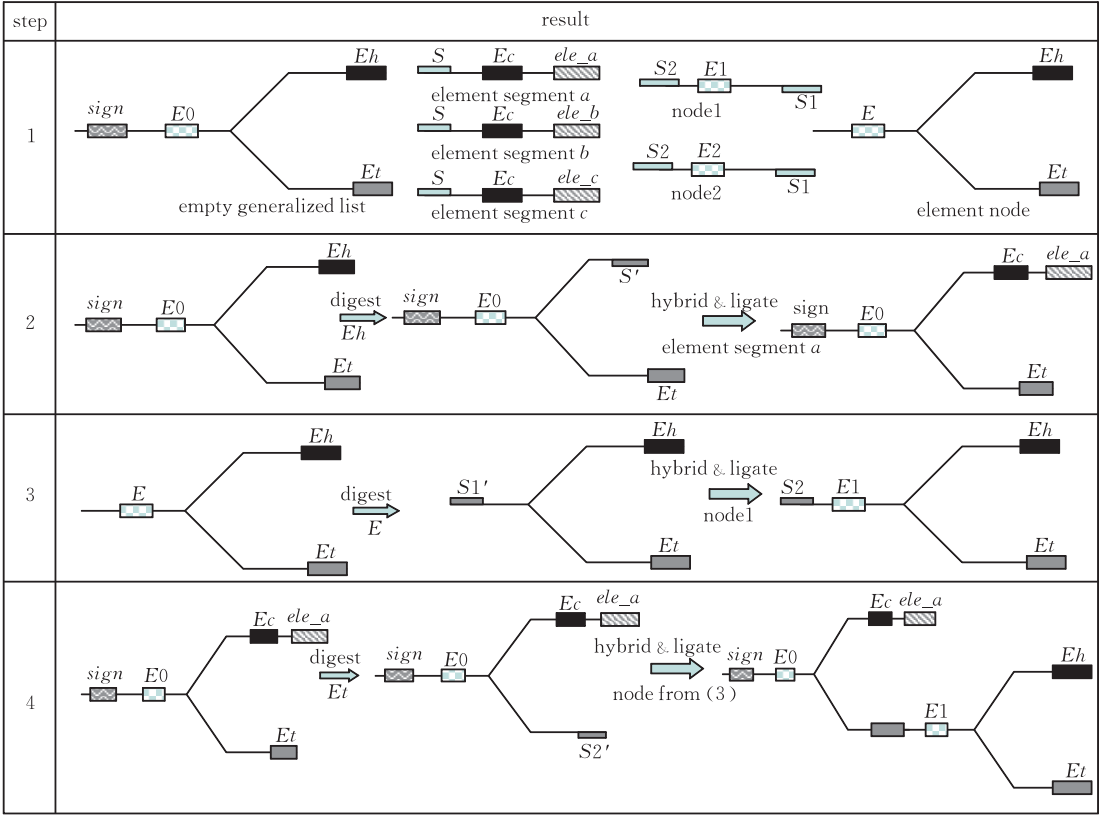 step result
1
sign E0 Eh Et
empty generalized list
S Ec ele_a
element segment a
S Ec ele_b
element segment b
S Ec ele_c
element segment c
S2 E1 S1
node1
S2 E2 S1
node2
E Eh Et
element node
2
sign E0 Eh Et
digest
Eh
sign E0 S′ Et
hybrid & ligate
element segment a
sign E0 Ec ele_a Et
3
E Eh Et
digest
E
S1′ Eh Et
hybrid & ligate
node1
S2 E1 Eh Et
4
sign E0 Ec ele_a Et
digest
Et
sign E0 Ec ele_a S2′
hybrid & ligate
node from (3)
sign E0 Ec ele_a E1 Eh Et